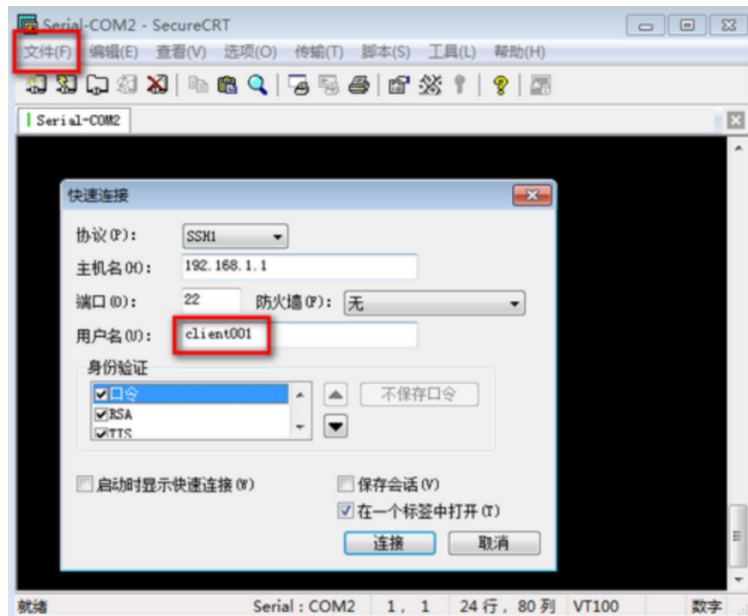 Serial-COM2 - SecureCRT
文件(F) 编辑(E) 查看(V) 选项(O) 传输(T) 脚本(S) 工具(L) 帮助(H)
Serial-COM2
快速连接
协议(P): SSH1
主机名(H): 192.168.1.1
端口(O): 22 防火墙(F): 无
用户名(U): client001
身份验证
口令 不保存口令
RSA
TIS
启动时显示快速连接(W) 保存会话(V)
在一个标签中打开(T)
连接 取消
就绪 Serial: COM2 1, 1 24 行, 80 列 VT100 数字